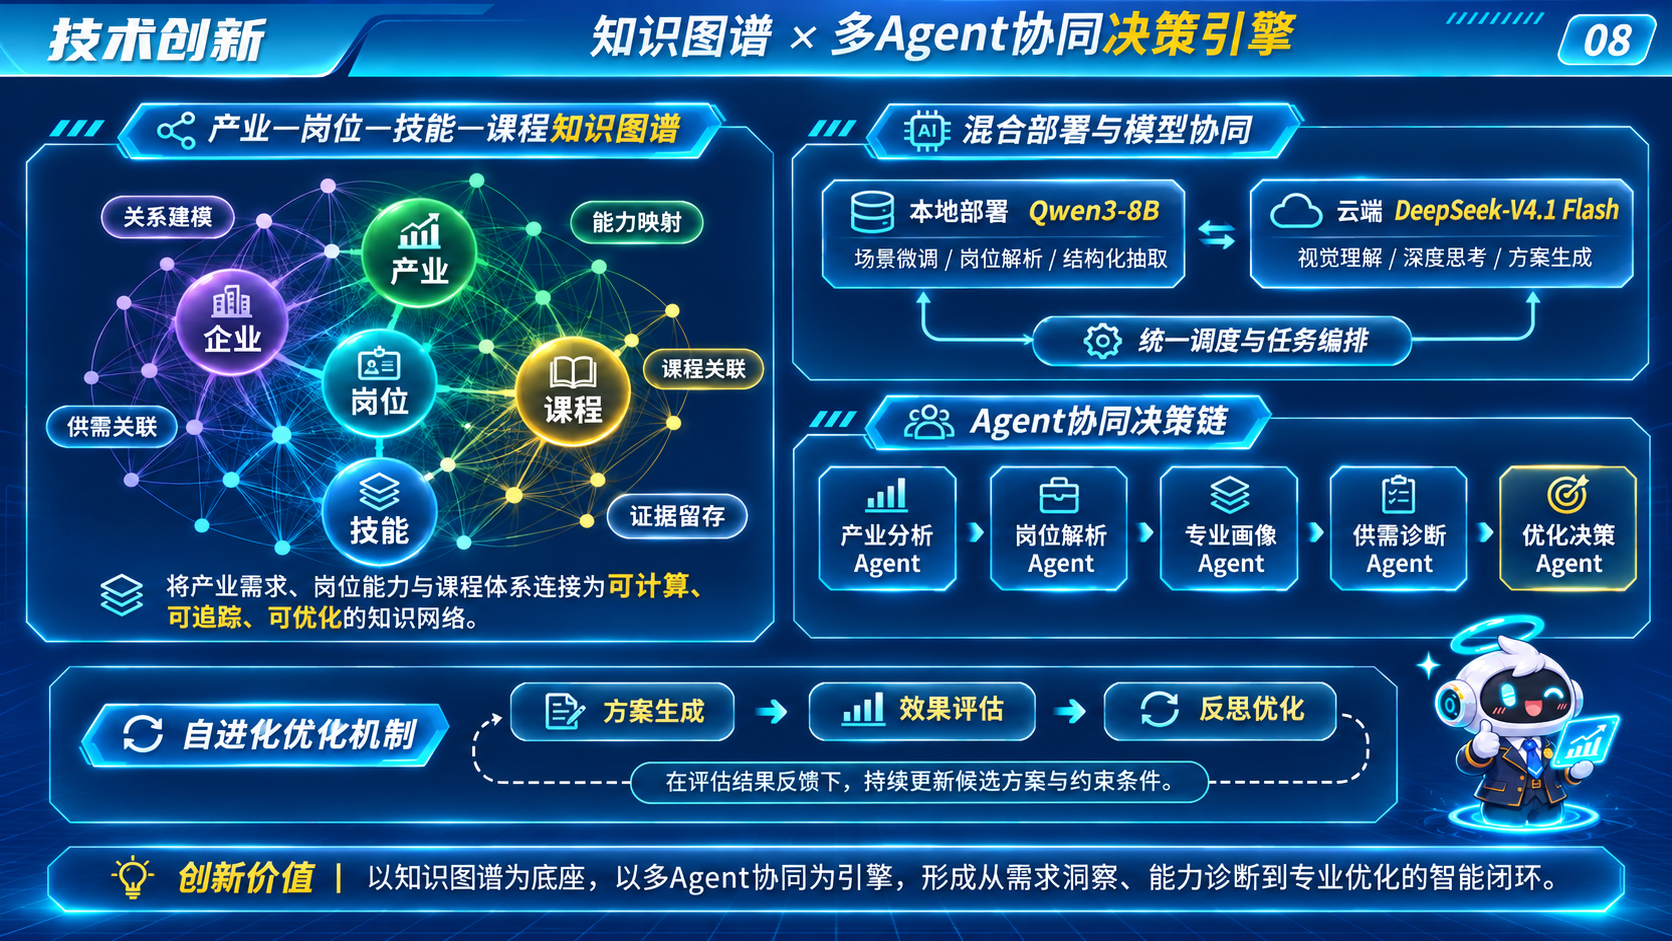 技术创新
知识图谱 × 多Agent协同决策引擎
08
产业—岗位—技能—课程知识图谱
关系建模
能力映射
产业
企业
岗位
课程
课程关联
供需关联
技能
证据留存
将产业需求、岗位能力与课程体系连接为可计算、
可追踪、可优化的知识网络。
AI
混合部署与模型协同
本地部署 Qwen3-8B
场景微调 / 岗位解析 / 结构化抽取
云端 DeepSeek-V4.1 Flash
视觉理解 / 深度思考 / 方案生成
统一调度与任务编排
Agent协同决策链
产业分析
Agent
岗位解析
Agent
专业画像
Agent
供需诊断
Agent
优化决策
Agent
自进化优化机制
方案生成
效果评估
反思优化
在评估结果反馈下，持续更新候选方案与约束条件。
创新价值 | 以知识图谱为底座，以多Agent协同为引擎，形成从需求洞察、能力诊断到专业优化的智能闭环。